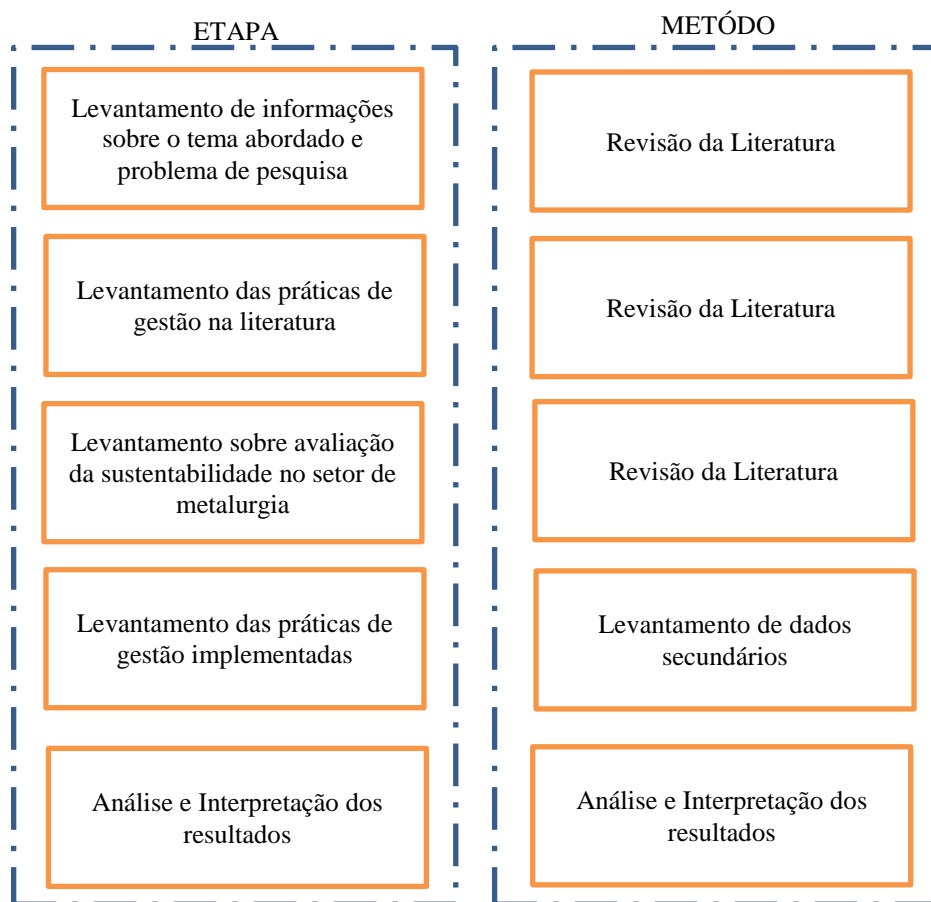 ETAPA
Levantamento de informações
sobre o tema abordado e
problema de pesquisa
Levantamento das práticas de
gestão na literatura
Levantamento sobre avaliação
da sustentabilidade no setor de
metalurgia
Levantamento das práticas de
gestão implementadas
Análise e Interpretação dos
resultados
METÓDO
Revisão da Literatura
Revisão da Literatura
Revisão da Literatura
Levantamento de dados
secundários
Análise e Interpretação dos
resultados